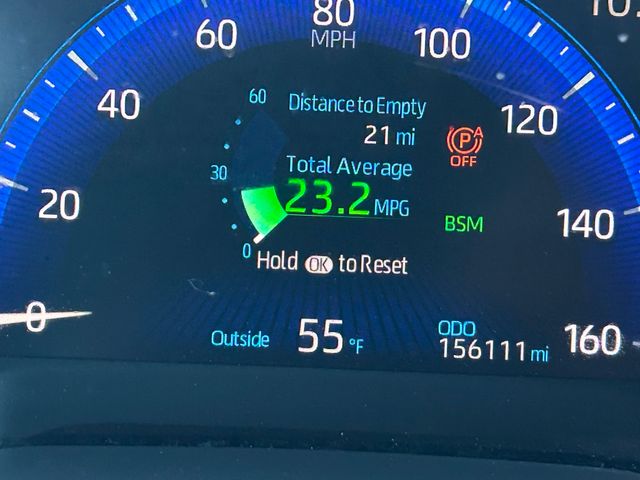 80
MPH
60
100
10:
40
120
60
Distance to Empty
21 mi
P A
OFF
Total Average
30
23.2 MPG
20
BSM
140
0
Hold OK to Reset
0
Outside 55 °F
ODO
156111 mi
160